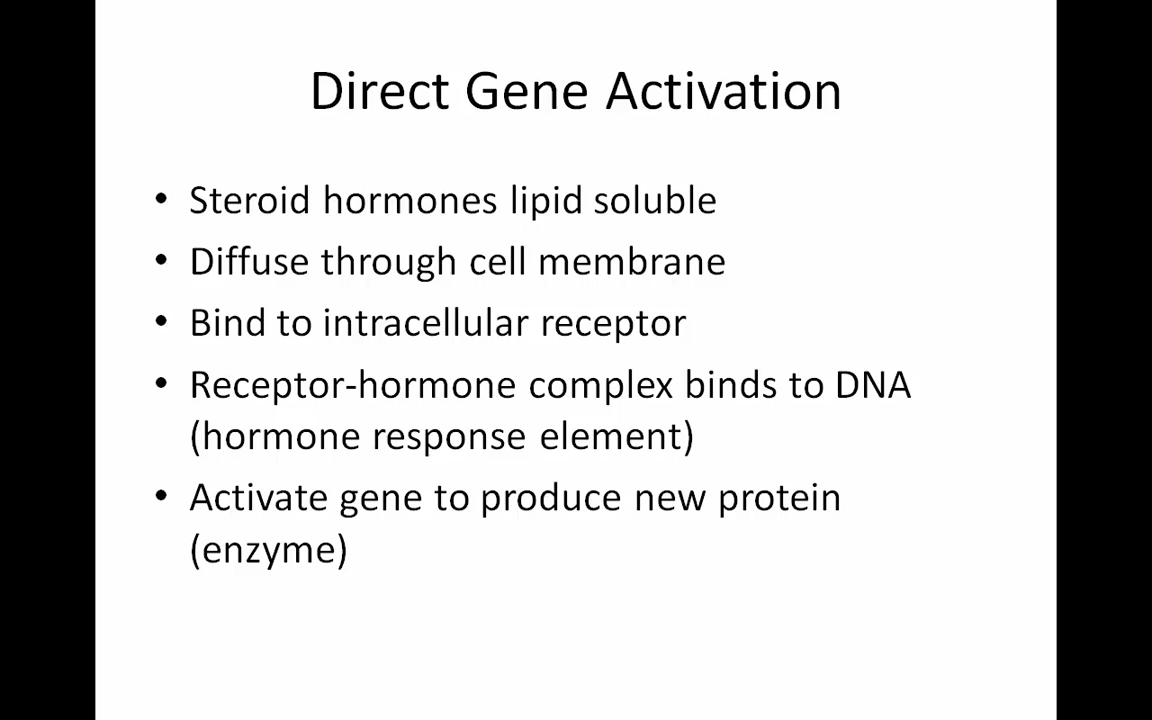 Direct Gene Activation
• Steroid hormones lipid soluble
• Diffuse through cell membrane
• Bind to intracellular receptor
• Receptor-hormone complex binds to DNA
(hormone response element)
• Activate gene to produce new protein
(enzyme)